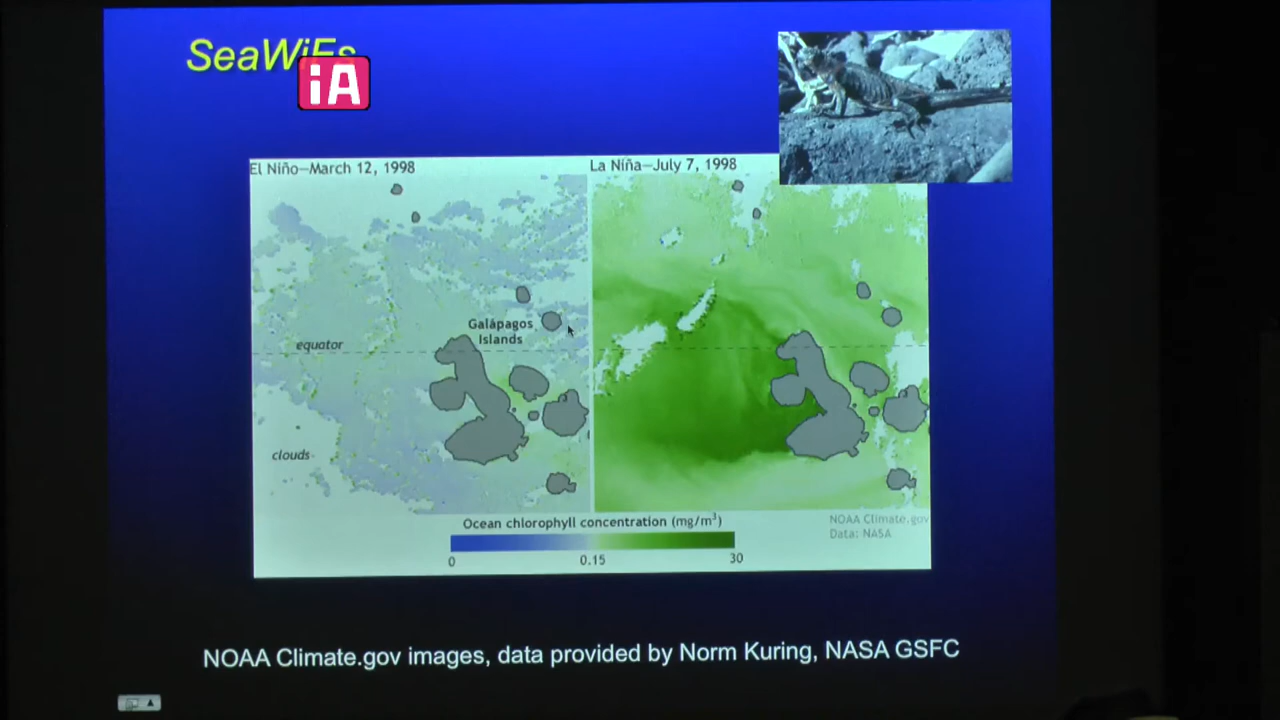 SeaWiFs
iA
El Niño—March 12, 1998
La Niña—July 7, 1998
Galápagos
Islands
equator
clouds
Ocean chlorophyll concentration (mg/m³)
0
0.15
30
NOAA Climate.gov
Data: NASA
NOAA Climate.gov images, data provided by Norm Kuring, NASA GSFC